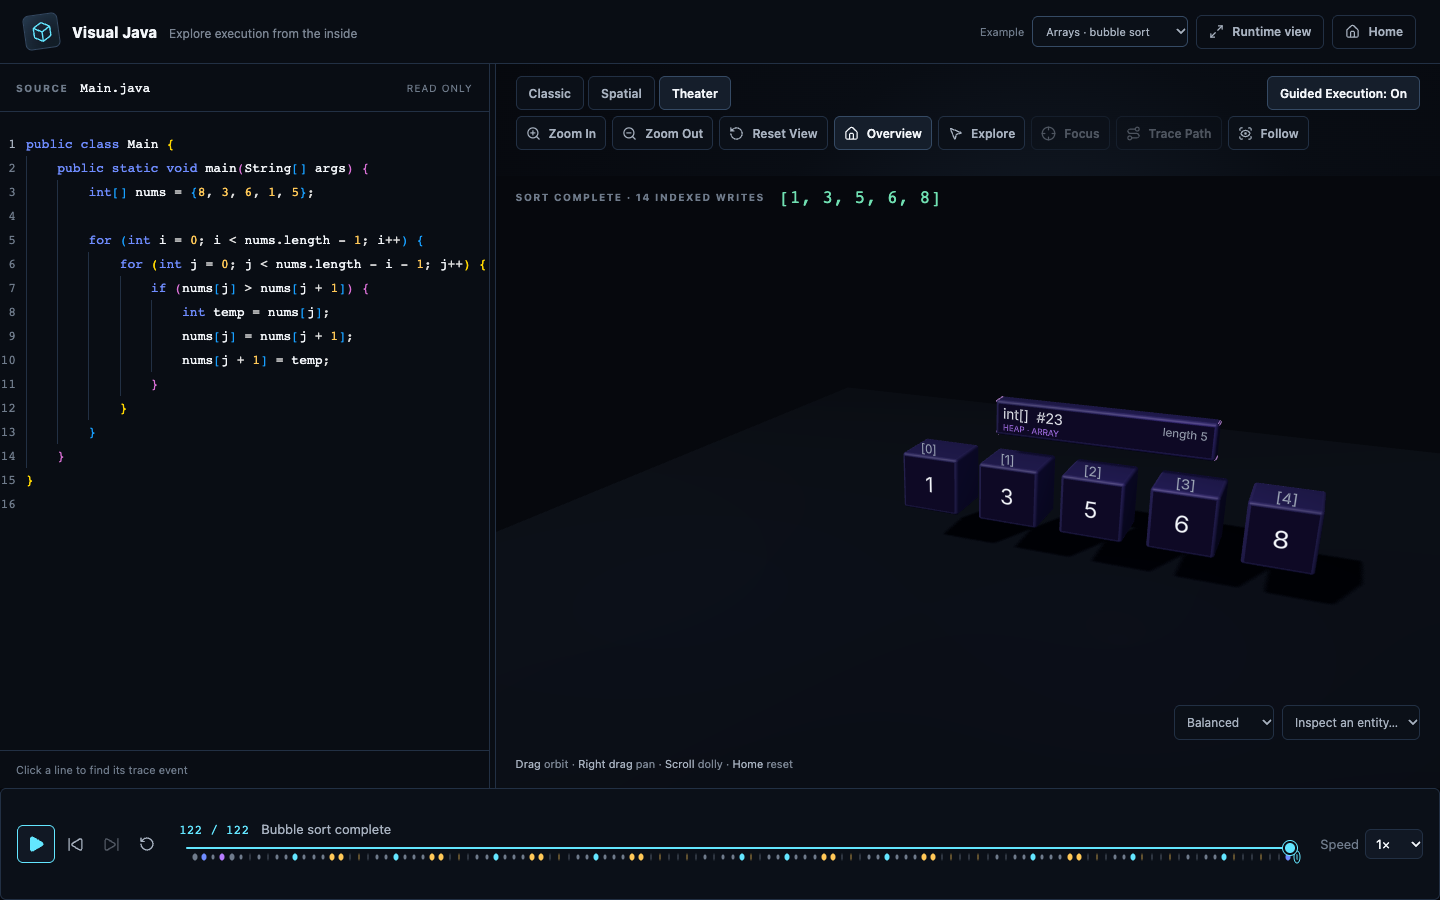 Visual Java
Explore execution from the inside
Example
Arrays · bubble sort
Runtime view
Home
SOURCE Main.java
READ ONLY
1 public class Main {
2     public static void main(String[] args) {
3         int[] nums = {8, 3, 6, 1, 5};
4
5         for (int i = 0; i < nums.length - 1; i++) {
6             for (int j = 0; j < nums.length - i - 1; j++) {
7                 if (nums[j] > nums[j + 1]) {
8                     int temp = nums[j];
9                     nums[j] = nums[j + 1];
10                     nums[j + 1] = temp;
11                 }
12             }
13         }
14     }
15 }
16
Click a line to find its trace event
Classic Spatial Theater
Guided Execution: On
Zoom In Zoom Out Reset View Overview Explore Focus Trace Path Follow
SORT COMPLETE · 14 INDEXED WRITES [1, 3, 5, 6, 8]
int[] #23
HEAP · ARRAY
length 5
[0] [1] [2] [3] [4]
1 3 5 6 8
Balanced
Inspect an entity...
Drag orbit · Right drag pan · Scroll dolly · Home reset
122 / 122 Bubble sort complete
Speed 1×